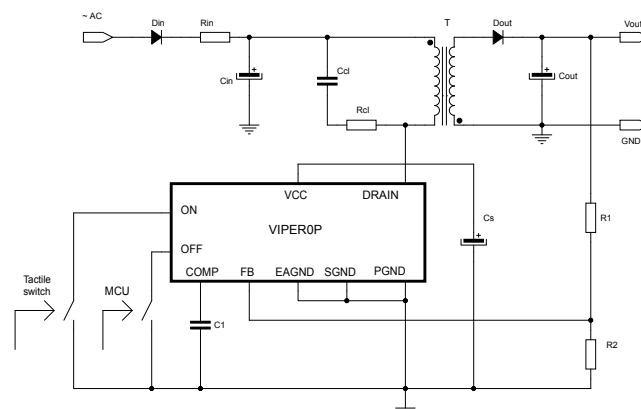 ~ AC
Din
Rin
T
Dout
Vout
+
Cin
Ccl
+
Cout
Rcl
GND
VCC
DRAIN
ON
VIPER0P
Cs
+
R1
OFF
COMP
FB
EAGND
SGND
PGND
Tactile
switch
MCU
C1
R2